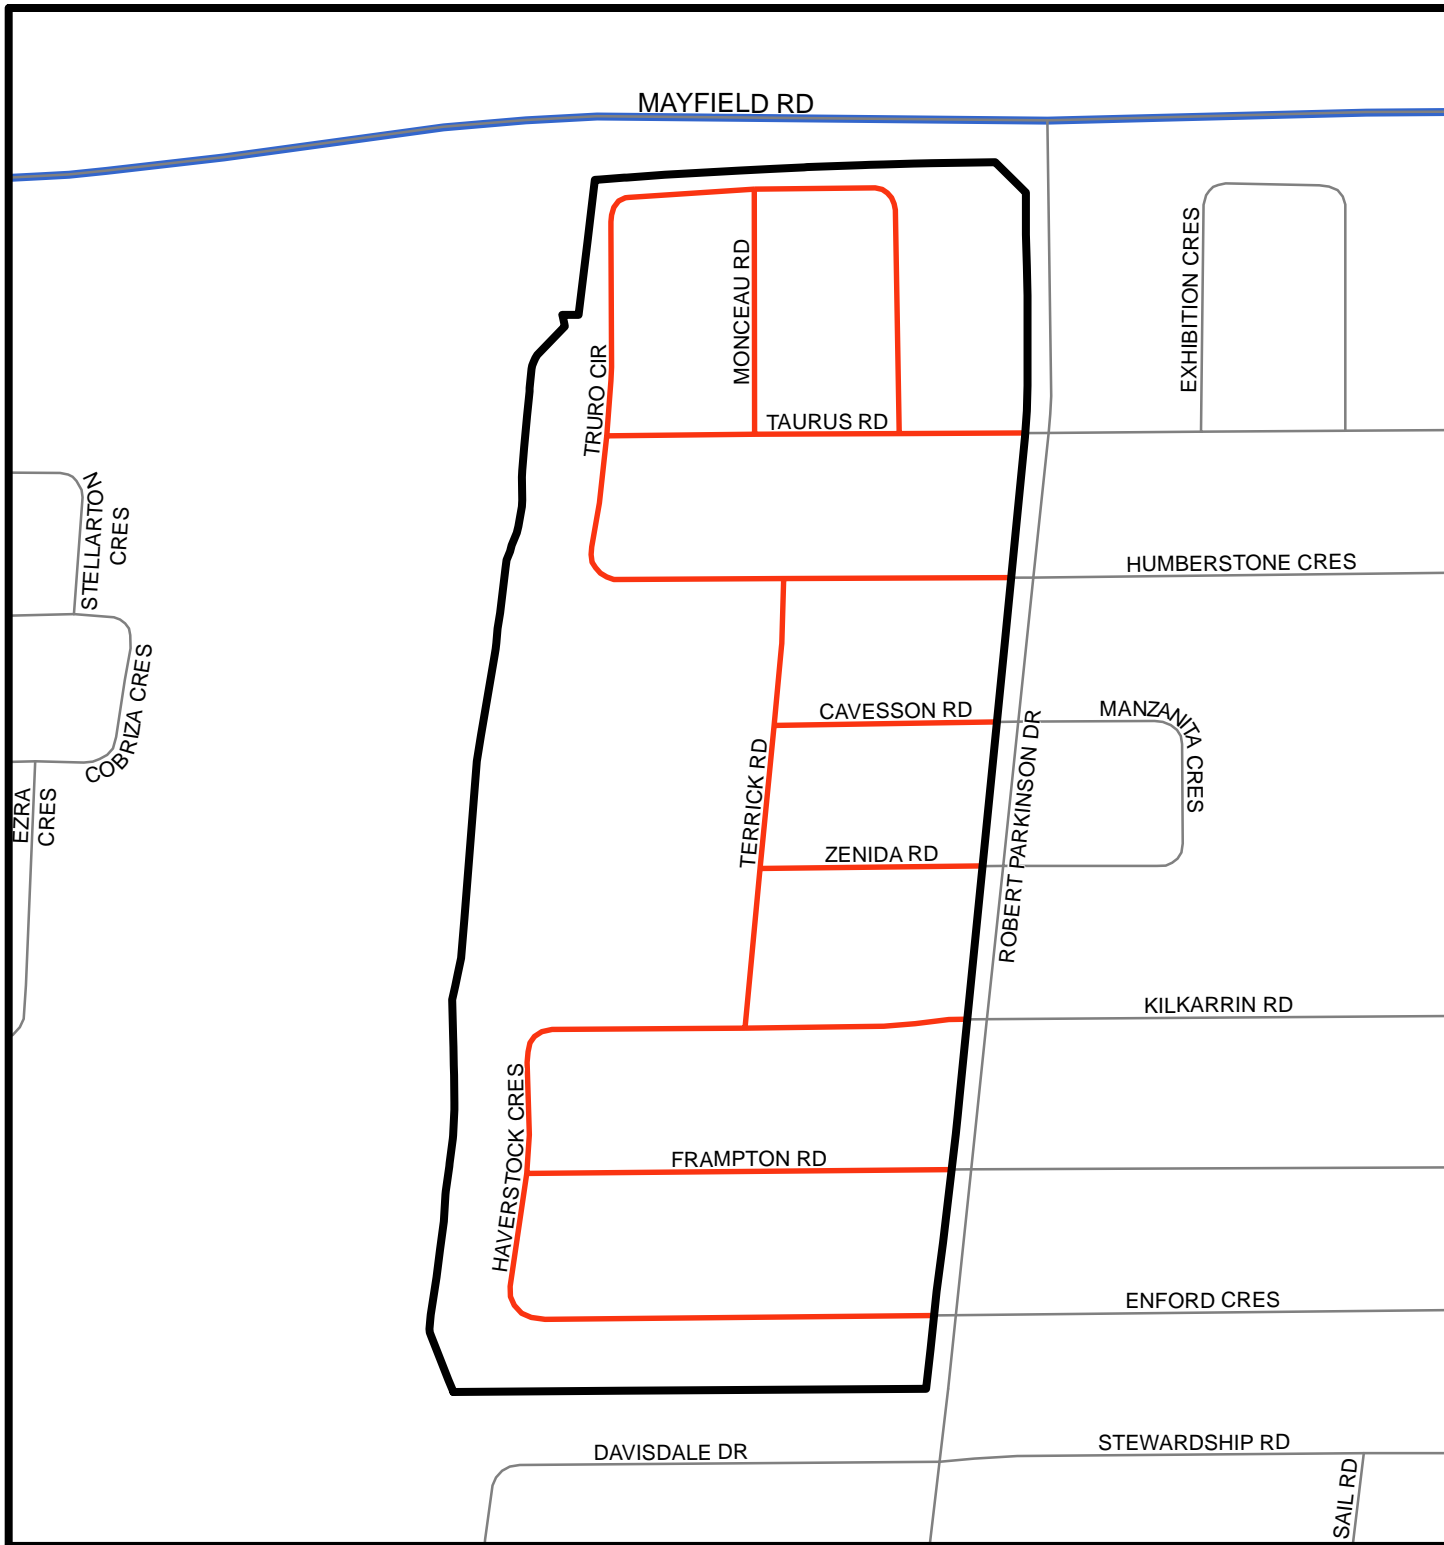 MAYFIELD RD
EXHIBITION CRES
MONCEAU RD
TRURO CIR
TAURUS RD
STELLARTON
CRES
HUMBERSTONE CRES
COBRIZA CRES
CAVESSON RD
MANZANITA CRES
TERRICK RD
ROBERT PARKINSON DR
EZRA
CRES
ZENIDA RD
KILKARRIN RD
HAVERSTOCK CRES
FRAMPTON RD
ENFORD CRES
DAVISDALE DR
STEWARDSHIP RD
SAIL RD